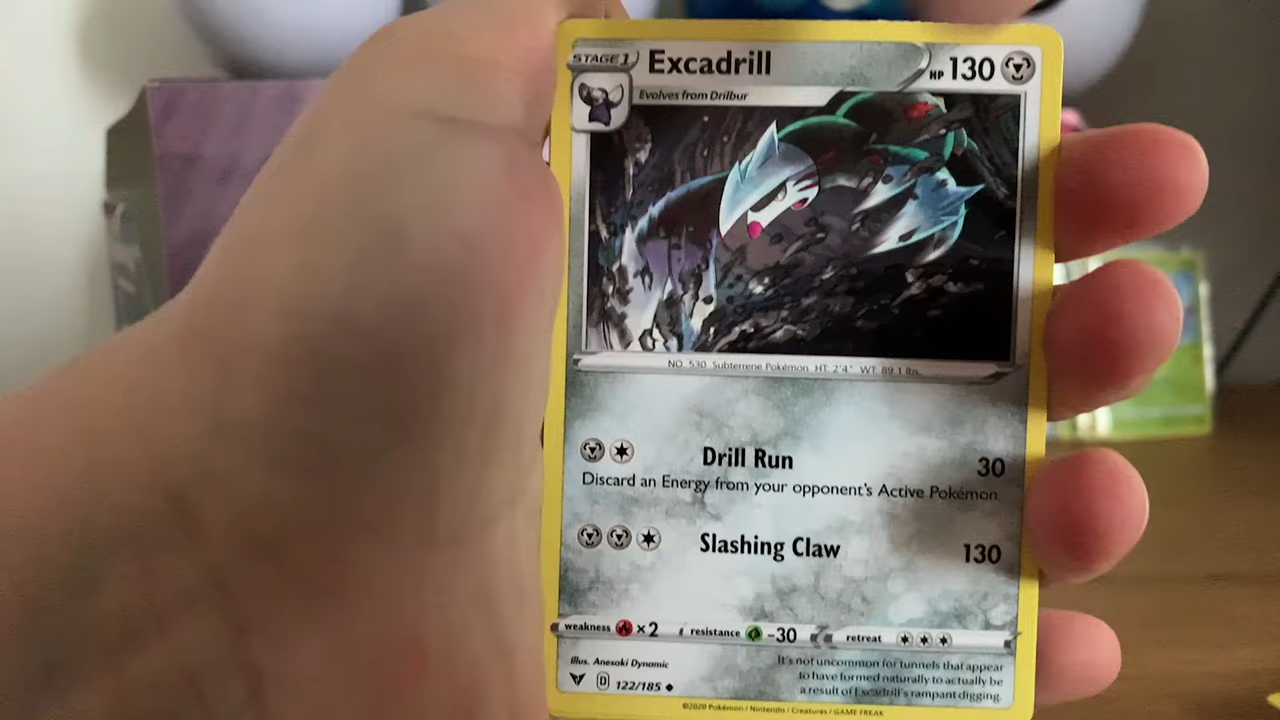 STAGE 1 Excadrill HP 130
Evolves from Drilbur
NO. 530 Subterrene Pokémon HT: 2'4" WT: 89.1 lbs.
Drill Run 30
Discard an Energy from your opponent's Active Pokémon
Slashing Claw 130
weakness ×2 resistance -30 retreat
Illus. Anesaki Dynamic
D 122/185
It's not uncommon for tunnels that appear
to have formed naturally to actually be
a result of Excadrill's rampant digging.
©2020 Pokémon / Nintendo / Creatures / GAME FREAK